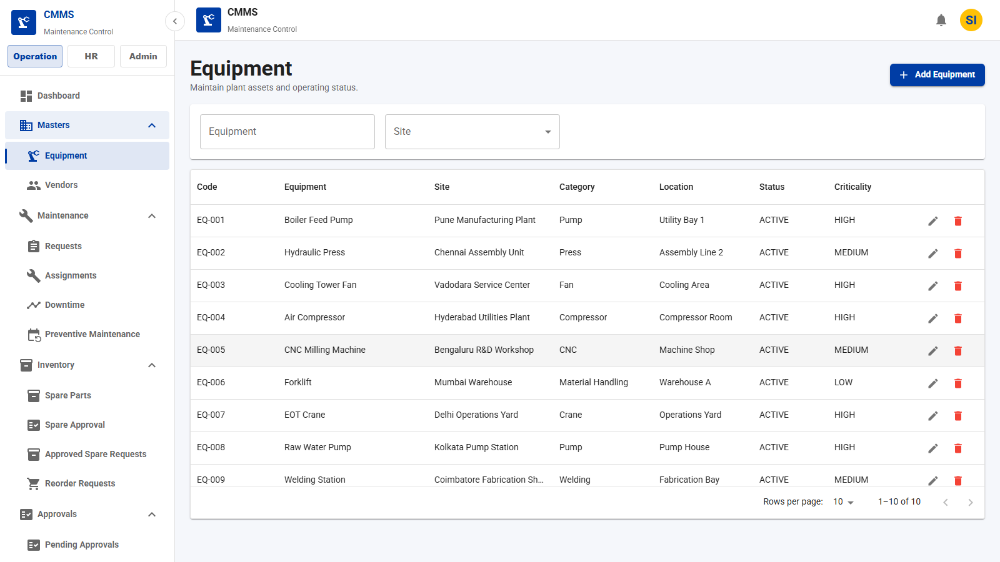 CMMS
Maintenance Control
Operation HR Admin
Dashboard
Masters
Equipment
Vendors
Maintenance
Requests
Assignments
Downtime
Preventive Maintenance
Inventory
Spare Parts
Spare Approval
Approved Spare Requests
Reorder Requests
Approvals
Pending Approvals
CMMS
Maintenance Control
SI
Equipment
Maintain plant assets and operating status.
Add Equipment
Equipment Site
Code Equipment Site Category Location Status Criticality
EQ-001 Boiler Feed Pump Pune Manufacturing Plant Pump Utility Bay 1 ACTIVE HIGH
EQ-002 Hydraulic Press Chennai Assembly Unit Press Assembly Line 2 ACTIVE MEDIUM
EQ-003 Cooling Tower Fan Vadodara Service Center Fan Cooling Area ACTIVE HIGH
EQ-004 Air Compressor Hyderabad Utilities Plant Compressor Compressor Room ACTIVE HIGH
EQ-005 CNC Milling Machine Bengaluru R&D Workshop CNC Machine Shop ACTIVE MEDIUM
EQ-006 Forklift Mumbai Warehouse Material Handling Warehouse A ACTIVE LOW
EQ-007 EOT Crane Delhi Operations Yard Crane Operations Yard ACTIVE HIGH
EQ-008 Raw Water Pump Kolkata Pump Station Pump Pump House ACTIVE HIGH
EQ-009 Welding Station Coimbatore Fabrication Sh... Welding Fabrication Bay ACTIVE MEDIUM
Rows per page: 10 1–10 of 10